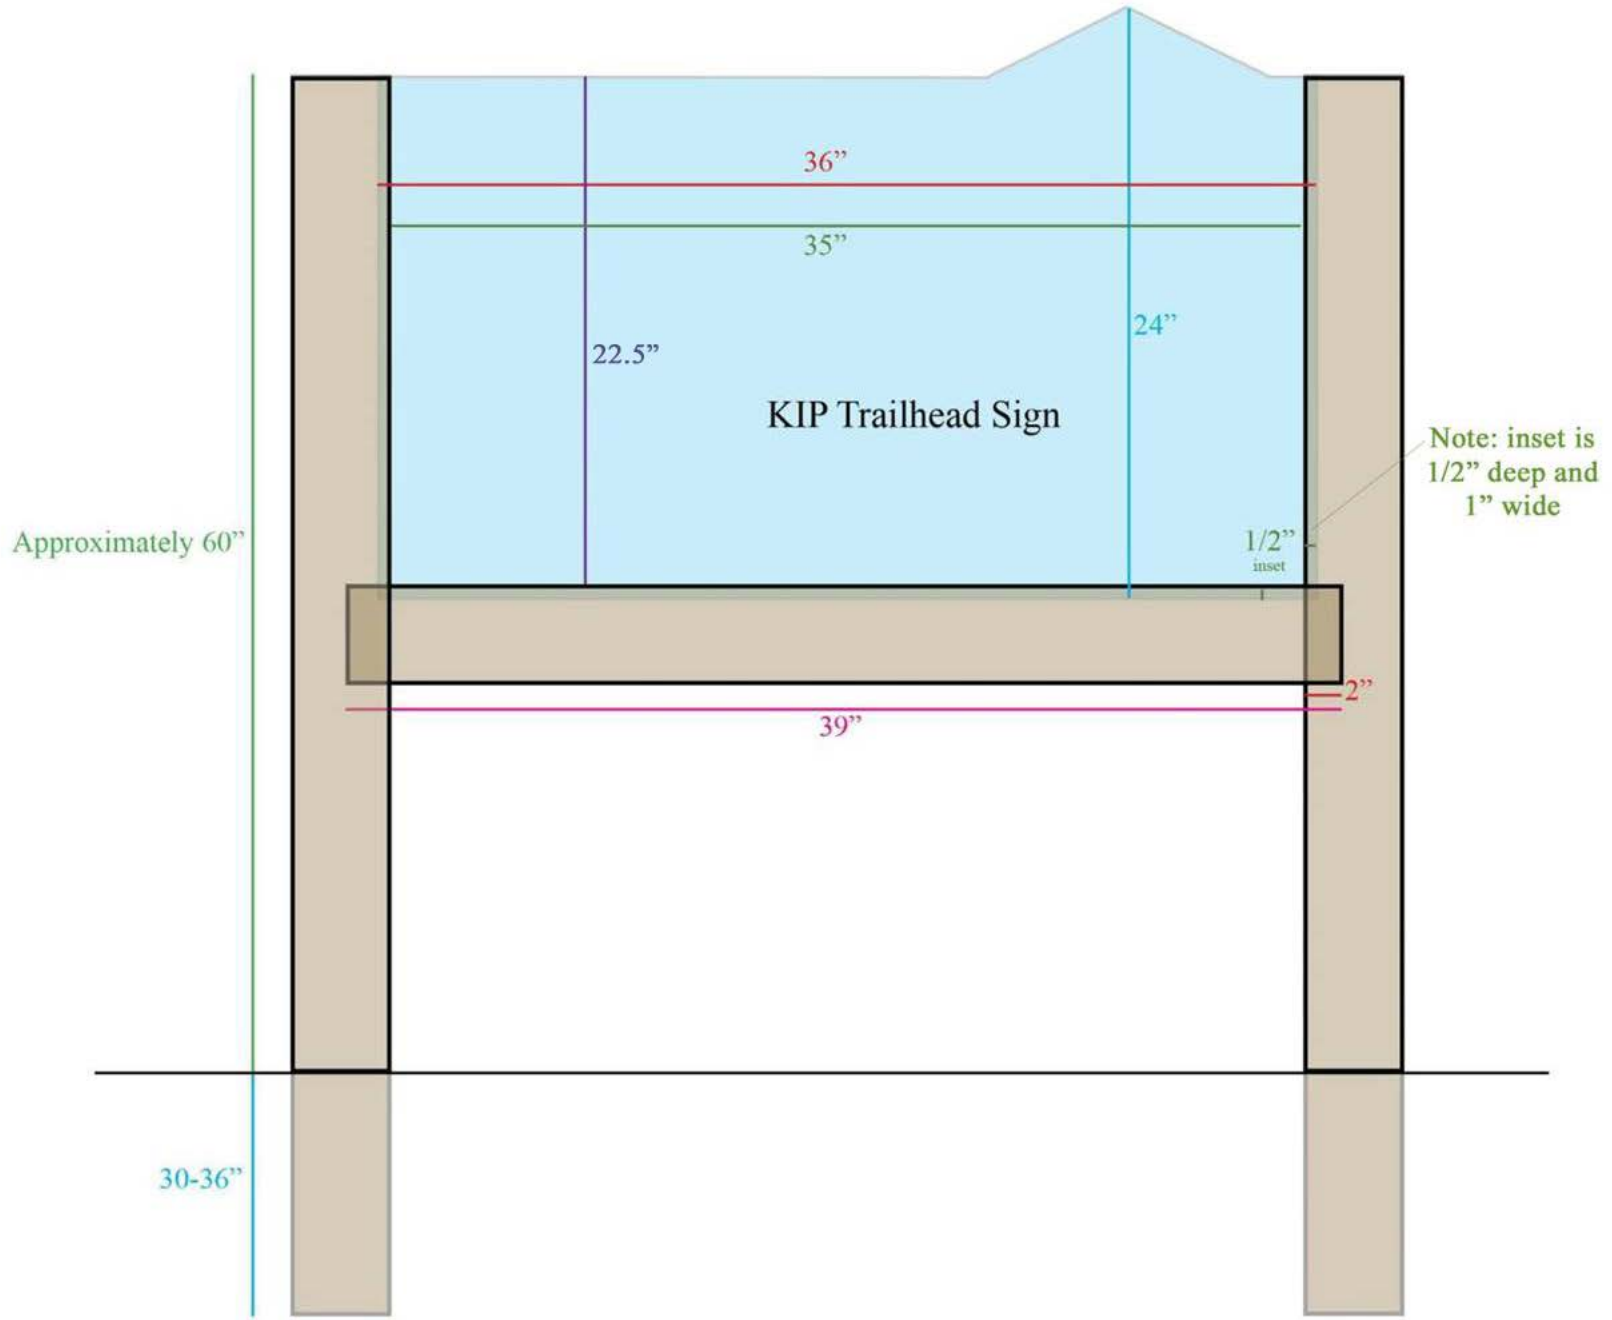 36”
35”
24”
22.5”
KIP Trailhead Sign
Note: inset is
1/2” deep and
1” wide
Approximately 60”
1/2”
inset
2”
39”
30-36”